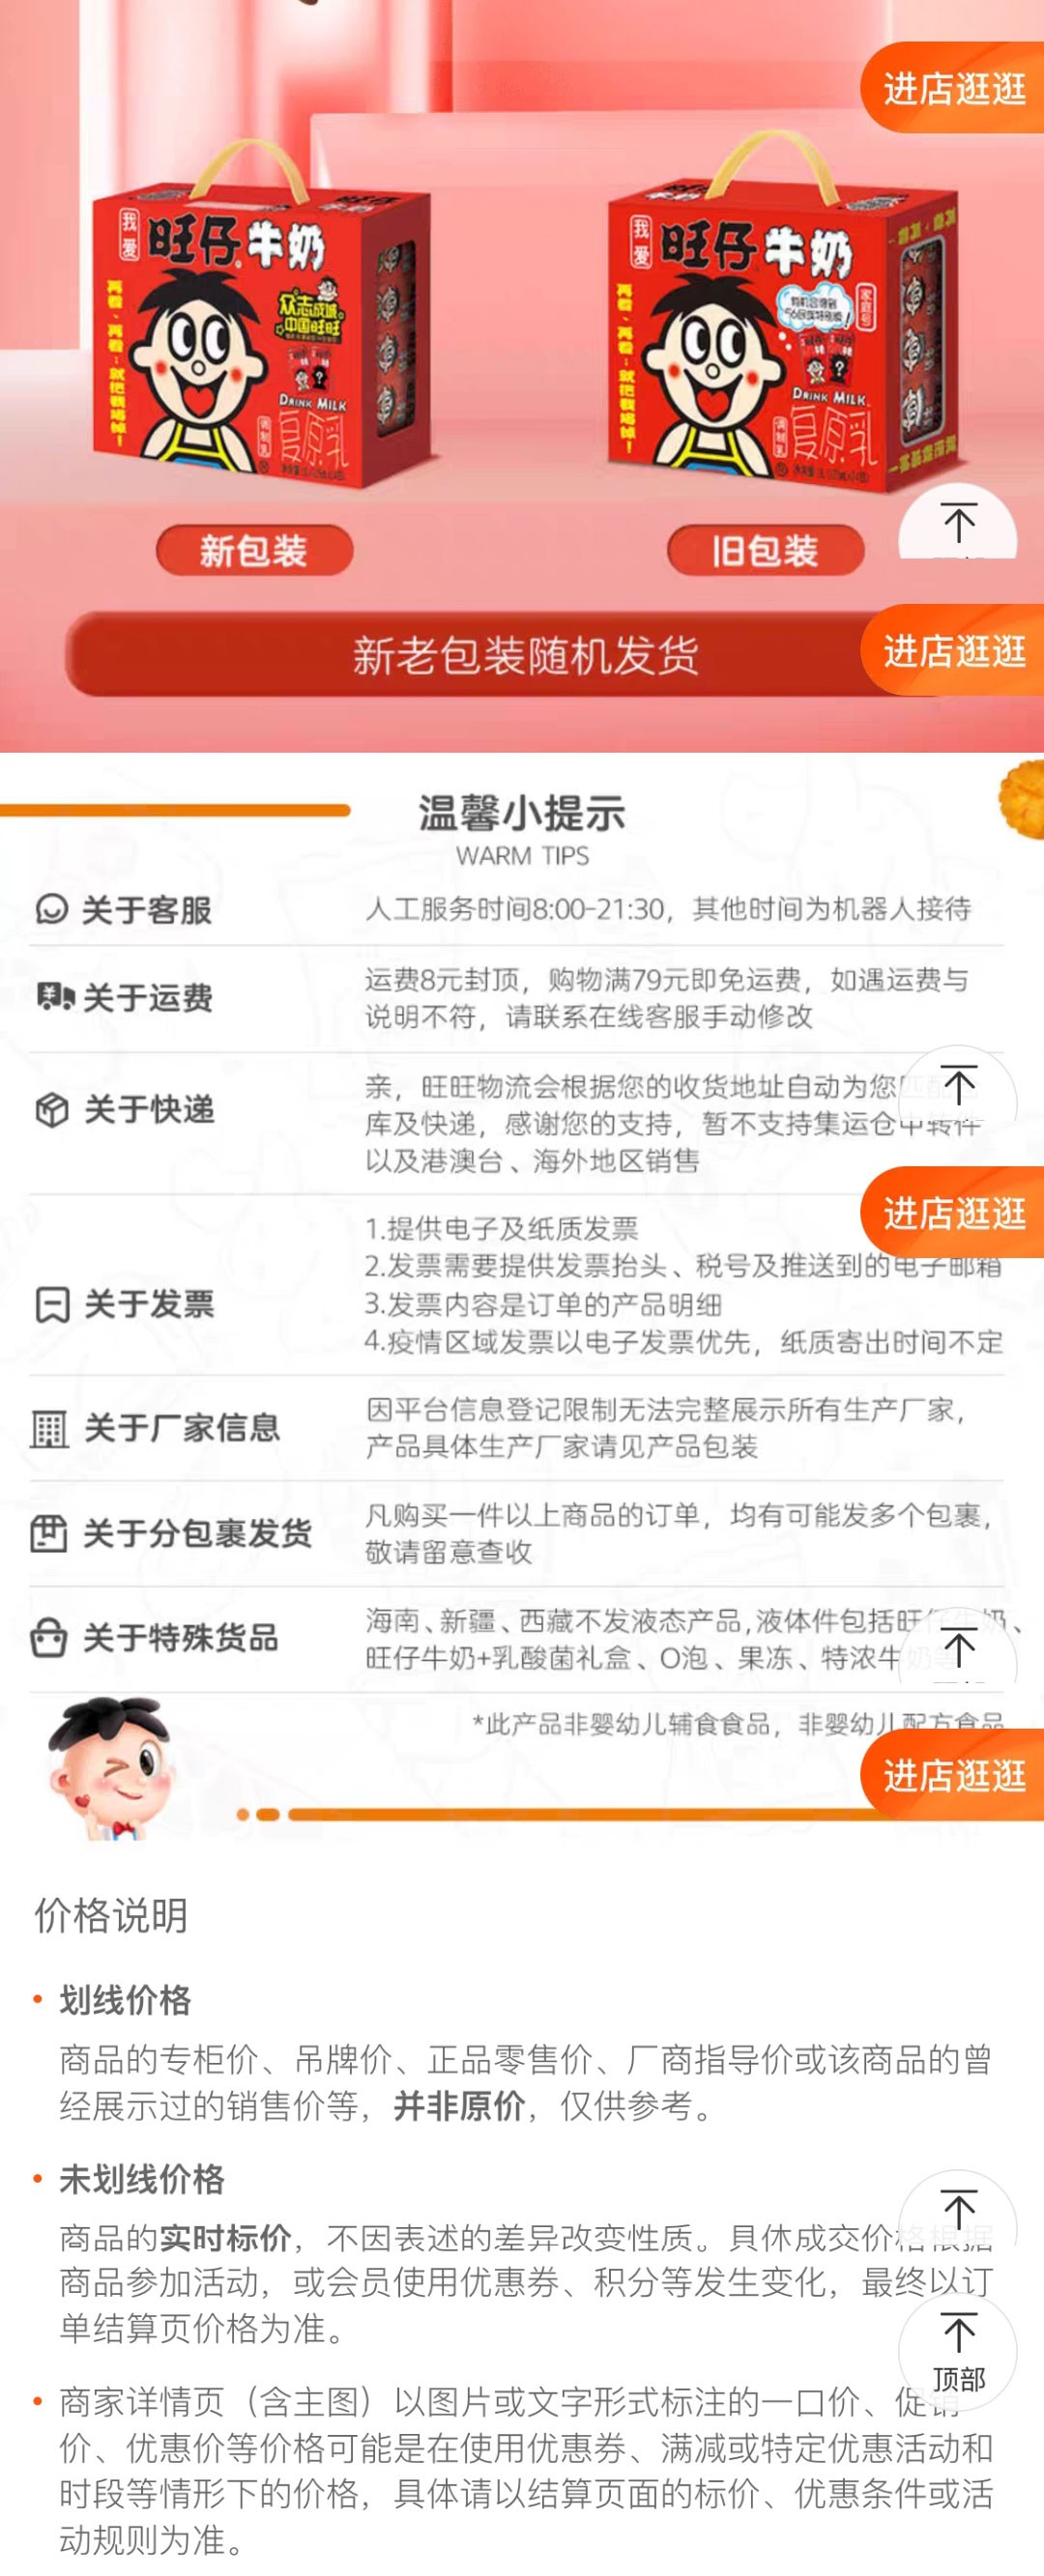 进店逛逛
我爱
旺仔牛奶
再看、再看:就把我喝掉!
众志成城
中国旺旺
DRINK MILK
复原乳
调制乳
我爱
旺仔牛奶
再看、再看:就把我喝掉!
家庭号
DRINK MILK
复原乳
调制乳
新包装
旧包装
新老包装随机发货
进店逛逛
温馨小提示
WARM TIPS
关于客服
人工服务时间8:00-21:30，其他时间为机器人接待
关于运费
运费8元封顶，购物满79元即免运费，如遇运费与
说明不符，请联系在线客服手动修改
关于快递
亲，旺旺物流会根据您的收货地址自动为您
库及快递，感谢您的支持，暂不支持集运仓中转件
以及港澳台、海外地区销售
进店逛逛
关于发票
1.提供电子及纸质发票
2.发票需要提供发票抬头、税号及推送到的电子邮箱
3.发票内容是订单的产品明细
4.疫情区域发票以电子发票优先，纸质寄出时间不定
关于厂家信息
因平台信息登记限制无法完整展示所有生产厂家，
产品具体生产厂家请见产品包装
关于分包裹发货
凡购买一件以上商品的订单，均有可能发多个包裹，
敬请留意查收
关于特殊货品
海南、新疆、西藏不发液态产品,液体件包括旺仔牛奶、
旺仔牛奶+乳酸菌礼盒、O泡、果冻、特浓牛奶
*此产品非婴幼儿辅食食品，非婴幼儿配方食品
进店逛逛
价格说明
划线价格
商品的专柜价、吊牌价、正品零售价、厂商指导价或该商品的曾
经展示过的销售价等，并非原价，仅供参考。
未划线价格
商品的实时标价，不因表述的差异改变性质。具体成交价格根据
商品参加活动，或会员使用优惠券、积分等发生变化，最终以订
单结算页价格为准。
顶部
商家详情页（含主图）以图片或文字形式标注的一口价、促销
价、优惠价等价格可能是在使用优惠券、满减或特定优惠活动和
时段等情形下的价格，具体请以结算页面的标价、优惠条件或活
动规则为准。